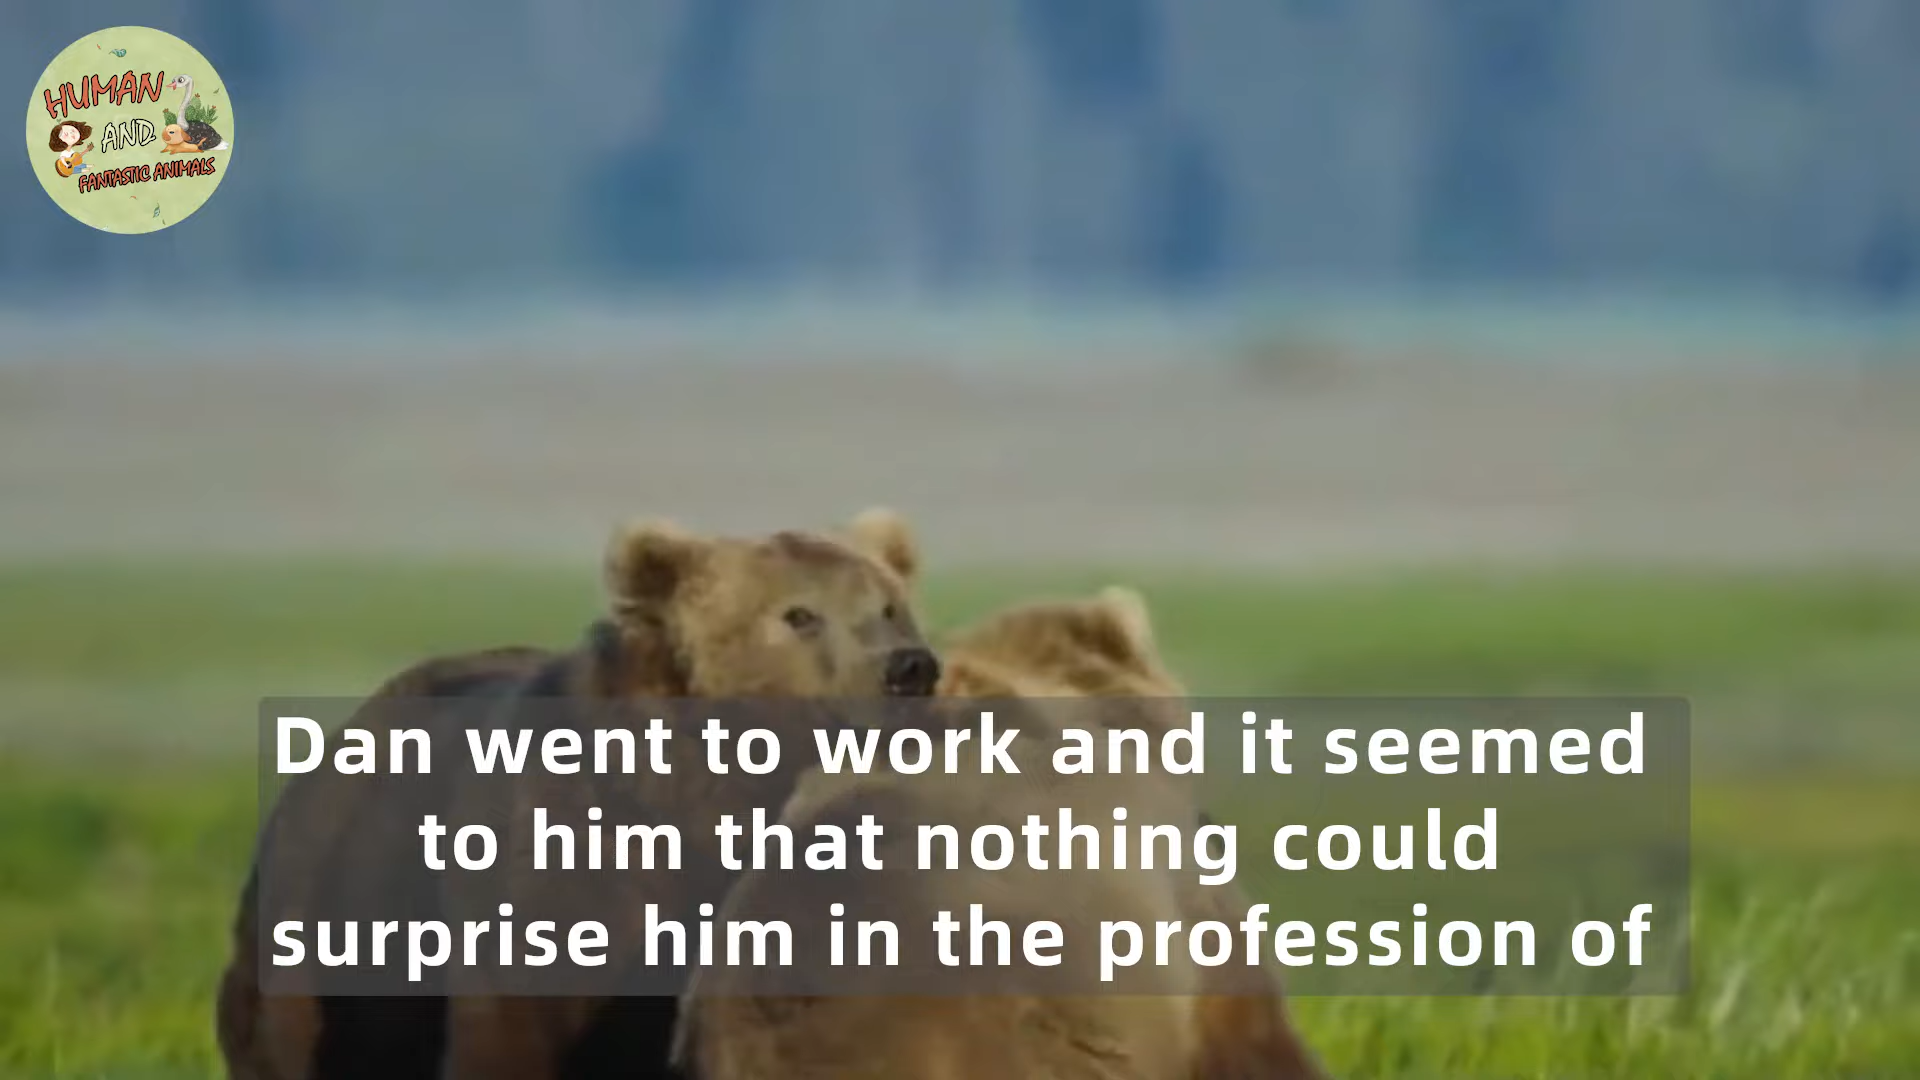 HUMAN
AND
FANTASTIC ANIMALS
Dan went to work and it seemed
to him that nothing could
surprise him in the profession of